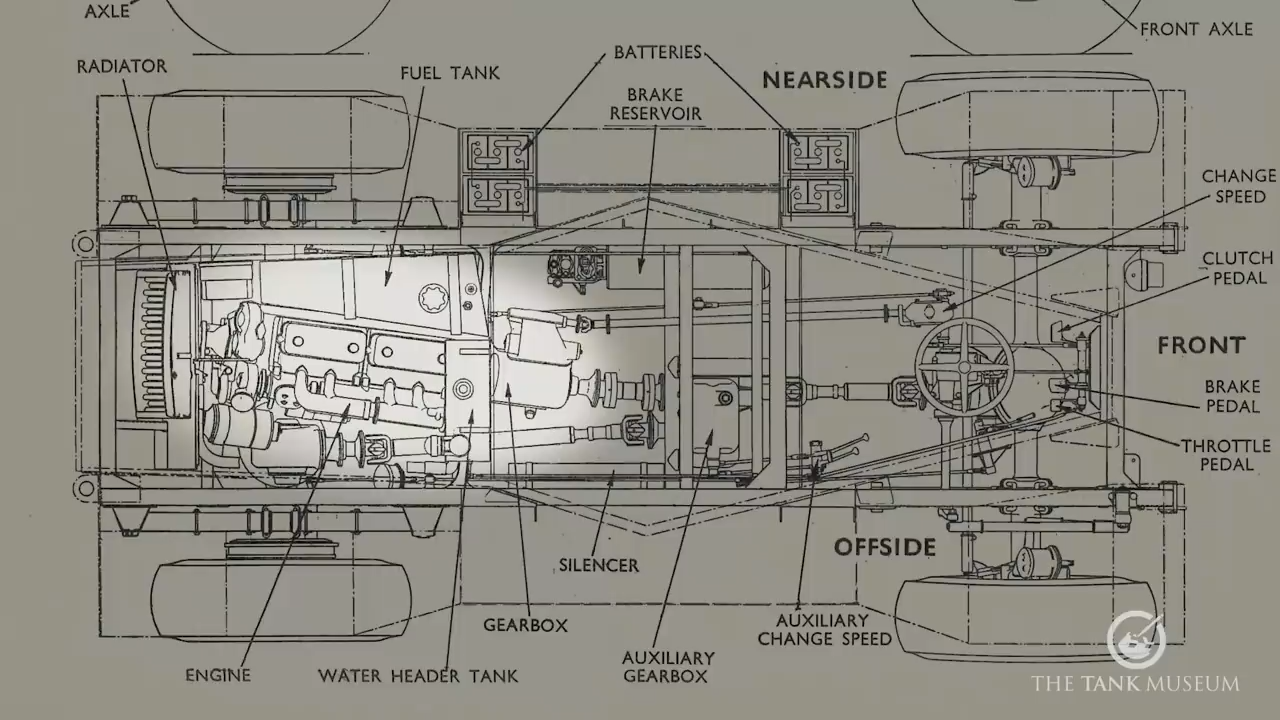 AXLE
FRONT AXLE
RADIATOR
FUEL TANK
BATTERIES
NEARSIDE
BRAKE
RESERVOIR
CHANGE
SPEED
CLUTCH
PEDAL
FRONT
BRAKE
PEDAL
THROTTLE
PEDAL
OFFSIDE
SILENCER
GEARBOX
AUXILIARY
CHANGE SPEED
ENGINE
WATER HEADER TANK
AUXILIARY
GEARBOX
THE TANK MUSEUM